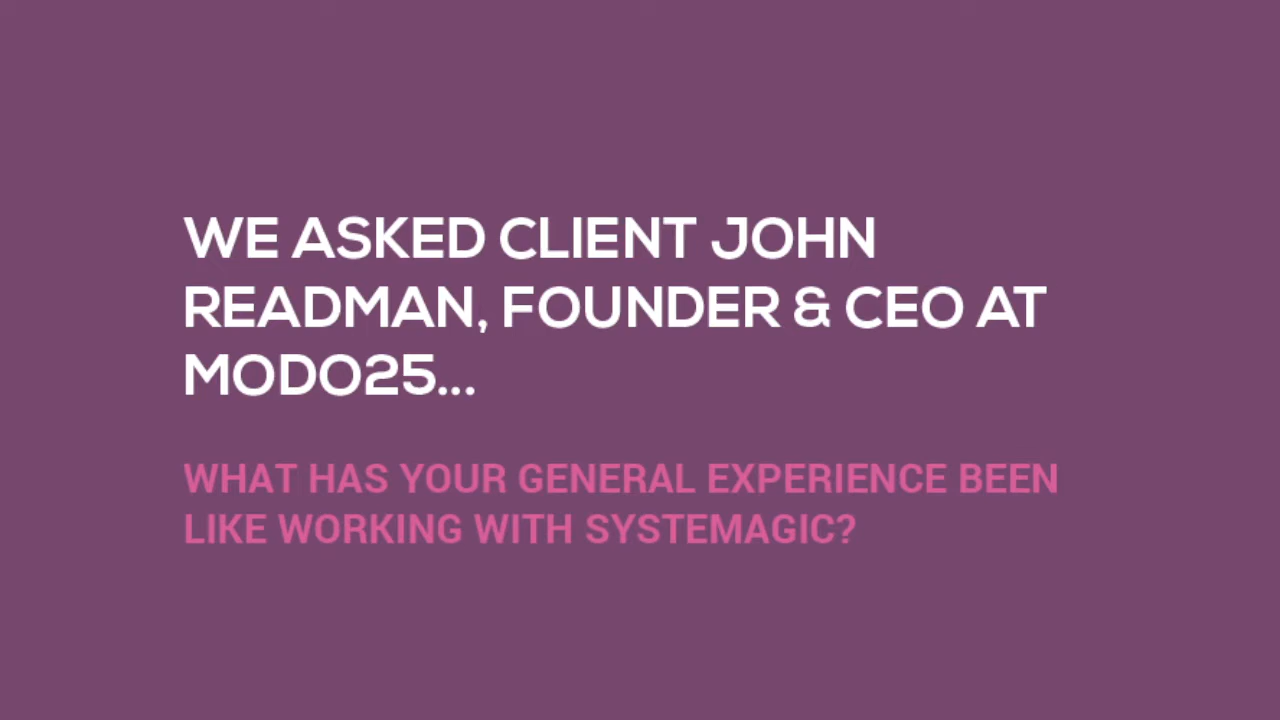 WE ASKED CLIENT JOHN
READMAN, FOUNDER & CEO AT
MODO25...
WHAT HAS YOUR GENERAL EXPERIENCE BEEN
LIKE WORKING WITH SYSTEMAGIC?